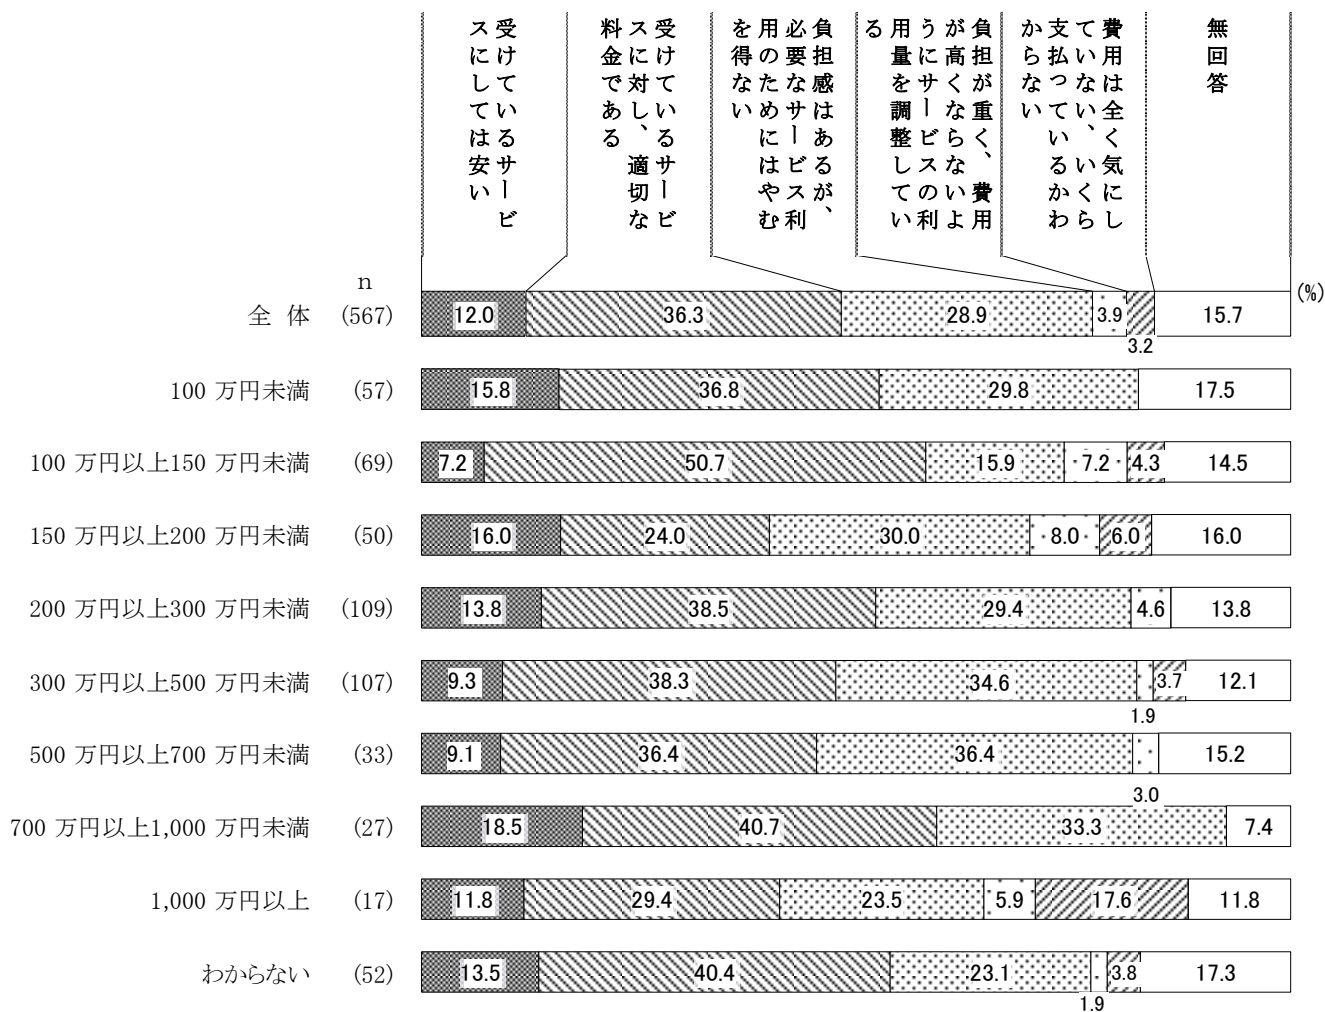 受けているサービ
スにしては安い
受けているサービ
スに対し、適切な
料金である
負担感はあるが、
必要なサービス利
用のためにはやむ
を得ない
負担が重く、費用
が高くならないよ
うにサービスの利
用量を調整してい
る
費用は全く気にし
ていない、いくら
支払っているかわ
からない
無回答
n
(%)
全 体 (567) 12.0 36.3 28.9 3.9 15.7
3.2
100 万円未満 (57) 15.8 36.8 29.8 17.5
100 万円以上150 万円未満 (69) 7.2 50.7 15.9 7.2 4.3 14.5
150 万円以上200 万円未満 (50) 16.0 24.0 30.0 8.0 6.0 16.0
200 万円以上300 万円未満 (109) 13.8 38.5 29.4 4.6 13.8
300 万円以上500 万円未満 (107) 9.3 38.3 34.6 3.7 12.1
1.9
500 万円以上700 万円未満 (33) 9.1 36.4 36.4 15.2
3.0
700 万円以上1,000 万円未満 (27) 18.5 40.7 33.3 7.4
1,000 万円以上 (17) 11.8 29.4 23.5 5.9 17.6 11.8
わからない (52) 13.5 40.4 23.1 3.8 17.3
1.9